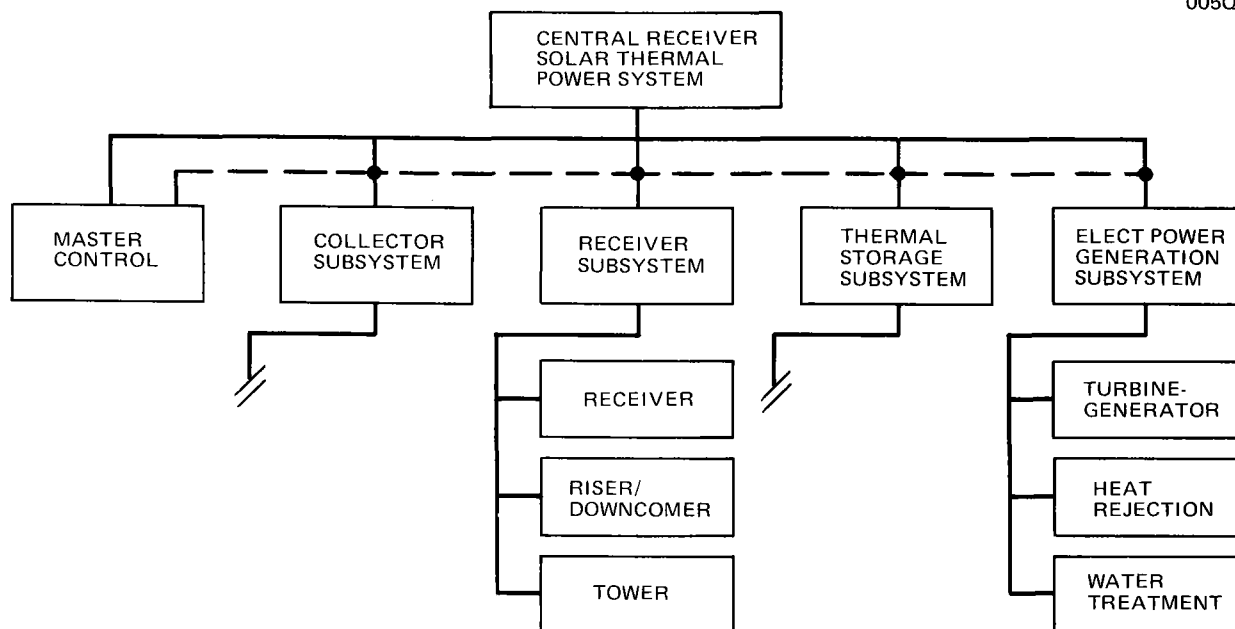 005Q
CENTRAL RECEIVER
SOLAR THERMAL
POWER SYSTEM
MASTER
CONTROL
COLLECTOR
SUBSYSTEM
RECEIVER
SUBSYSTEM
THERMAL
STORAGE
SUBSYSTEM
ELECT POWER
GENERATION
SUBSYSTEM
RECEIVER
RISER/
DOWNCOMER
TOWER
TURBINE-
GENERATOR
HEAT
REJECTION
WATER
TREATMENT